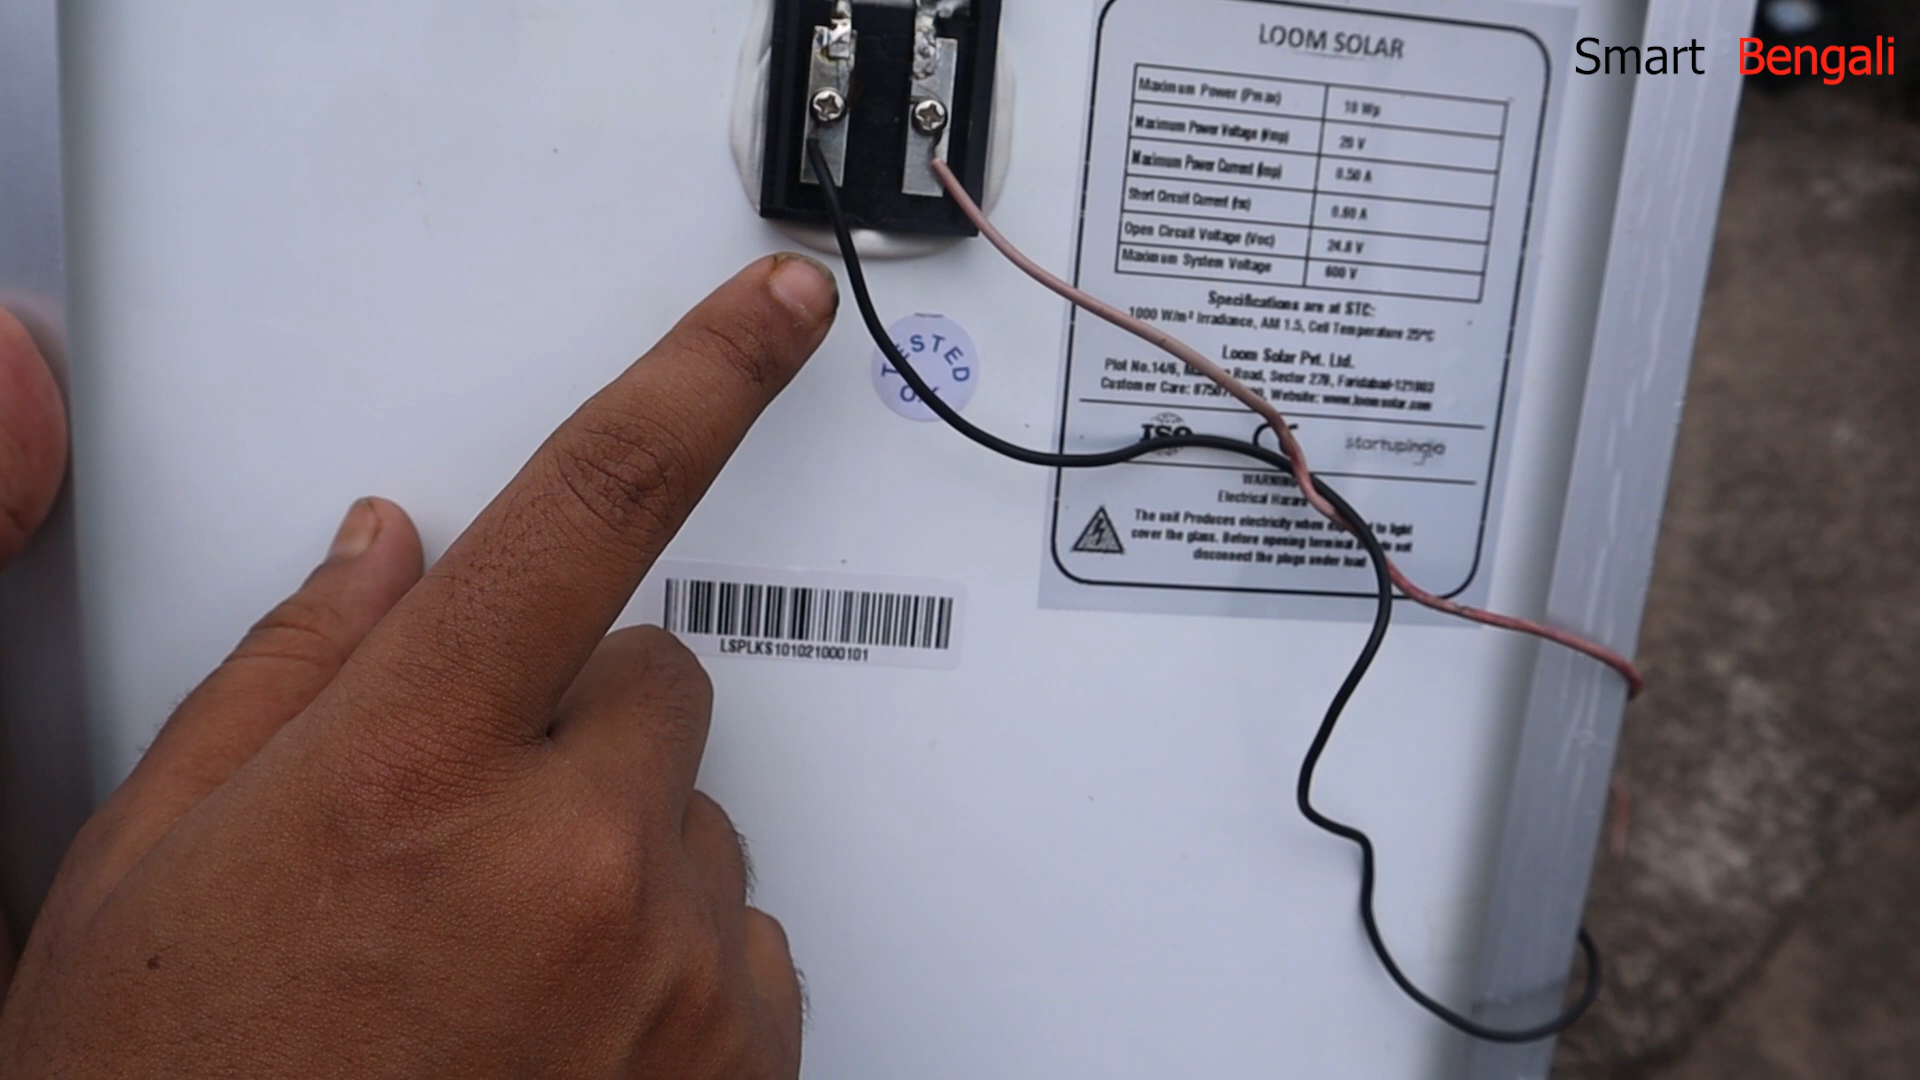 Smart Bengali
LOOM SOLAR
Maximum Power (Pmax) 10 Wp
Maximum Power Voltage (Vmp) 20 V
Maximum Power Current (Imp) 0.50 A
Short Circuit Current (Isc) 0.60 A
Open Circuit Voltage (Voc) 24.8 V
Maximum System Voltage 600 V
Specifications are at STC:
1000 W/m² Irradiance, AM 1.5, Cell Temperature 25°C
Loom Solar Pvt. Ltd.
Plot No.14/6, Road, Sector 27B, Faridabad-121003
Customer Care: Website: www.loomsolar.com
ISO
startupindia
WARNING
Electrical
The unit Produces electricity when to light
cover the glass. Before opening terminal not
disconnect the plugs under load
TESTED
OK
LSPLKS101021000101